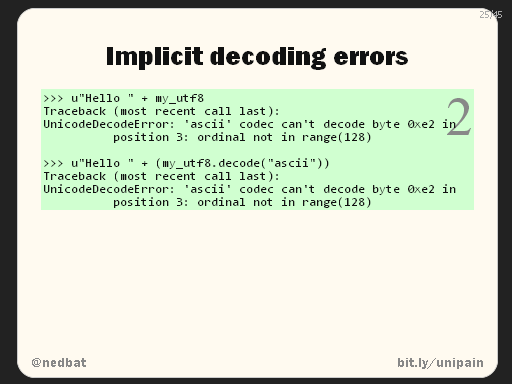 25/45
Implicit decoding errors
2
>>> u"Hello " + my_utf8
Traceback (most recent call last):
UnicodeDecodeError: 'ascii' codec can't decode byte 0xe2 in
position 3: ordinal not in range(128)
>>> u"Hello " + (my_utf8.decode("ascii"))
Traceback (most recent call last):
UnicodeDecodeError: 'ascii' codec can't decode byte 0xe2 in
position 3: ordinal not in range(128)
@nedbat
bit.ly/unipain